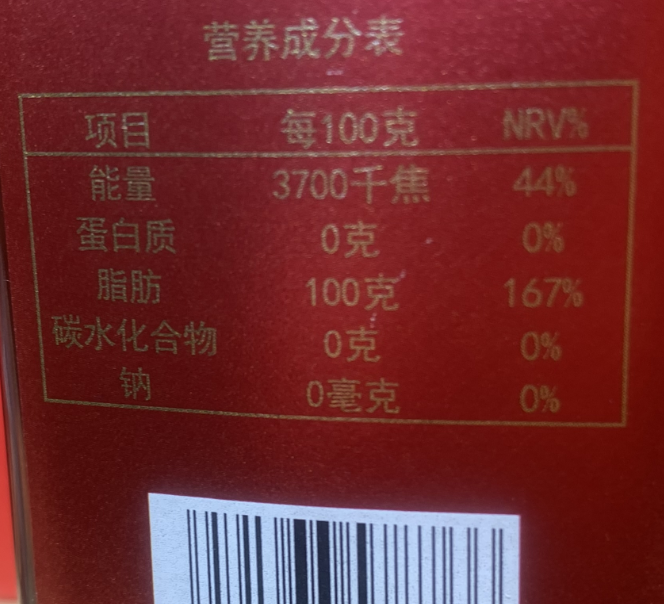 营养成分表
项目 每100克 NRV%
能量 3700千焦 44%
蛋白质 0克 0%
脂肪 100克 167%
碳水化合物 0克 0%
钠 0毫克 0%